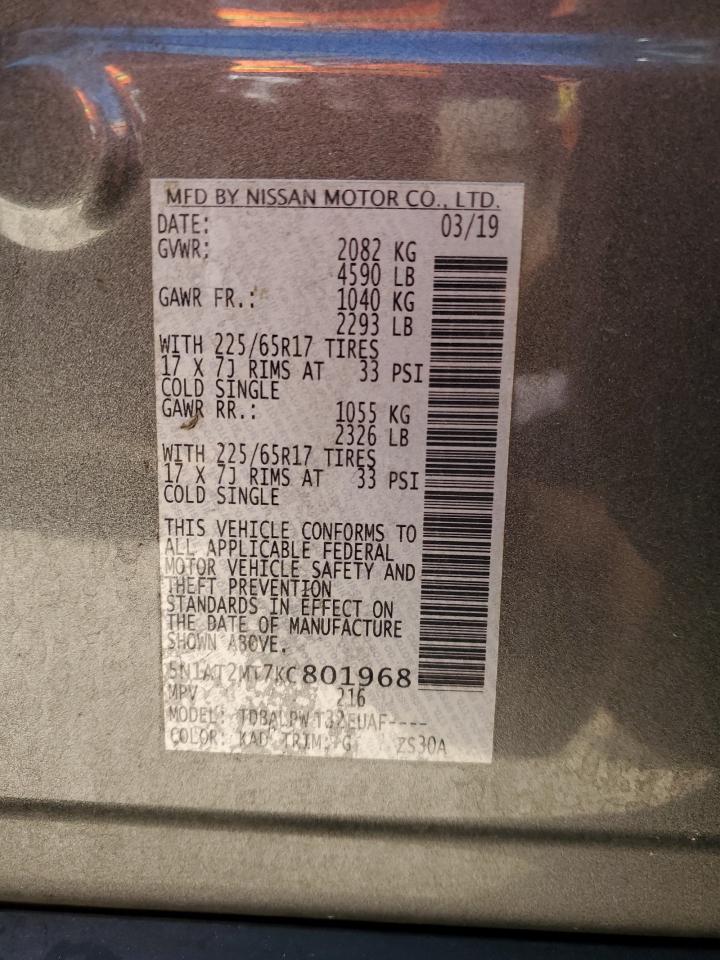 MFD BY NISSAN MOTOR CO., LTD.
DATE: 03/19
GVWR: 2082 KG
4590 LB
GAWR FR.: 1040 KG
2293 LB
WITH 225/65R17 TIRES
17 X 7J RIMS AT 33 PSI
COLD SINGLE
GAWR RR.: 1055 KG
2326 LB
WITH 225/65R17 TIRES
17 X 7J RIMS AT 33 PSI
COLD SINGLE
THIS VEHICLE CONFORMS TO
ALL APPLICABLE FEDERAL
MOTOR VEHICLE SAFETY AND
THEFT PREVENTION
STANDARDS IN EFFECT ON
THE DATE OF MANUFACTURE
SHOWN ABOVE.
5N1AT2MT7KC801968
MPV 216
MODEL: T32EUAF----
COLOR: KAD TRIM: G ZS30A